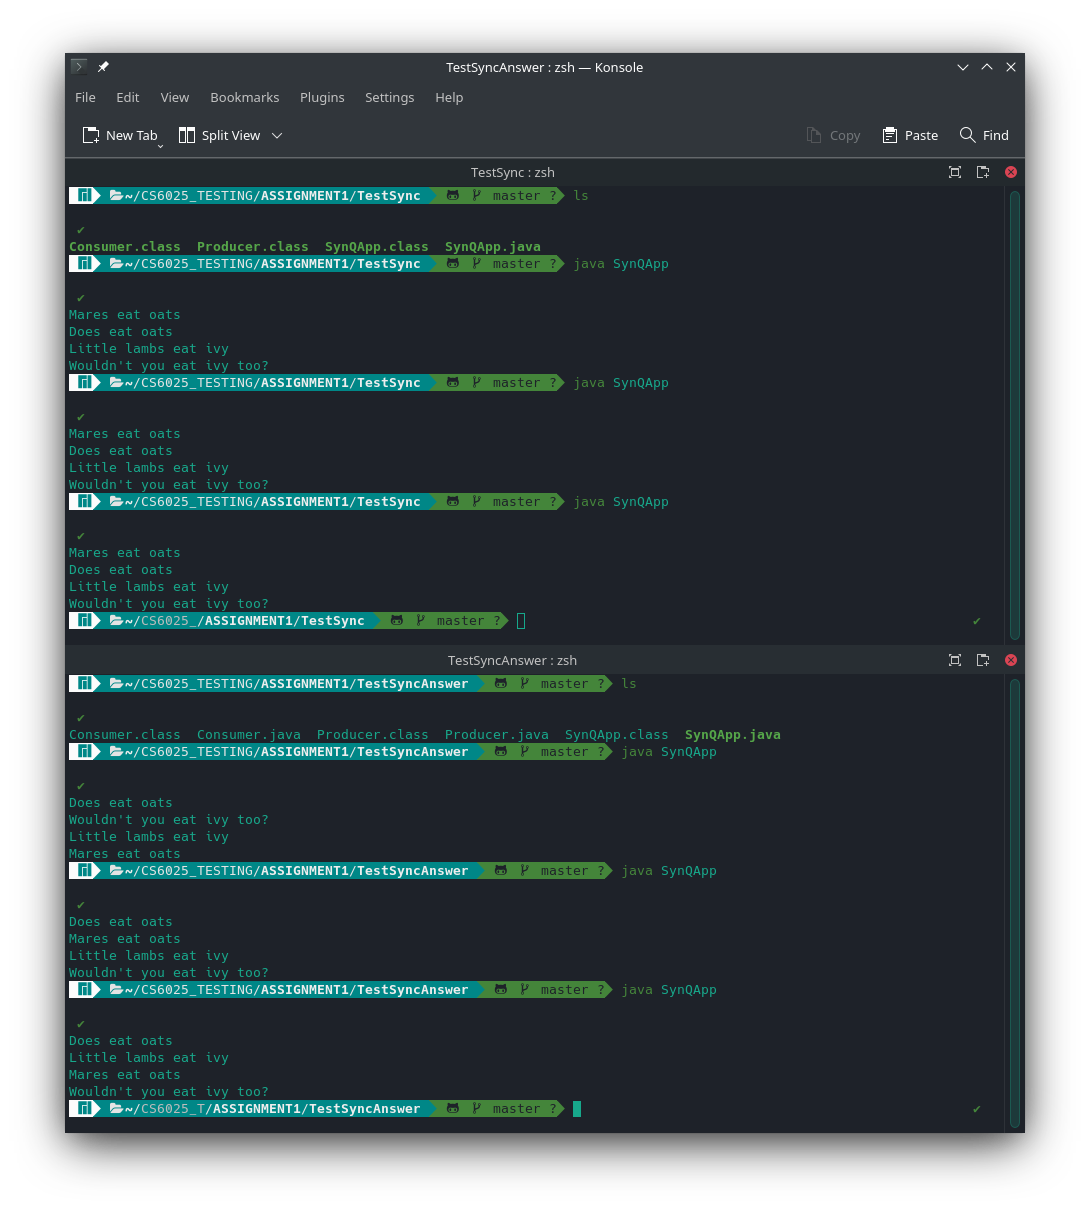 TestSyncAnswer : zsh — Konsole
File Edit View Bookmarks Plugins Settings Help
New Tab Split View Copy Paste Find
TestSync : zsh
~/CS6025_TESTING/ASSIGNMENT1/TestSync master ? ls
✔
Consumer.class Producer.class SynQApp.class SynQApp.java
~/CS6025_TESTING/ASSIGNMENT1/TestSync master ? java SynQApp
✔
Mares eat oats
Does eat oats
Little lambs eat ivy
Wouldn't you eat ivy too?
~/CS6025_TESTING/ASSIGNMENT1/TestSync master ? java SynQApp
✔
Mares eat oats
Does eat oats
Little lambs eat ivy
Wouldn't you eat ivy too?
~/CS6025_TESTING/ASSIGNMENT1/TestSync master ? java SynQApp
✔
Mares eat oats
Does eat oats
Little lambs eat ivy
Wouldn't you eat ivy too?
~/CS6025_/ASSIGNMENT1/TestSync master ? ✔
TestSyncAnswer : zsh
~/CS6025_TESTING/ASSIGNMENT1/TestSyncAnswer master ? ls
✔
Consumer.class Consumer.java Producer.class Producer.java SynQApp.class SynQApp.java
~/CS6025_TESTING/ASSIGNMENT1/TestSyncAnswer master ? java SynQApp
✔
Does eat oats
Wouldn't you eat ivy too?
Little lambs eat ivy
Mares eat oats
~/CS6025_TESTING/ASSIGNMENT1/TestSyncAnswer master ? java SynQApp
✔
Does eat oats
Mares eat oats
Little lambs eat ivy
Wouldn't you eat ivy too?
~/CS6025_TESTING/ASSIGNMENT1/TestSyncAnswer master ? java SynQApp
✔
Does eat oats
Little lambs eat ivy
Mares eat oats
Wouldn't you eat ivy too?
~/CS6025_T/ASSIGNMENT1/TestSyncAnswer master ? ✔